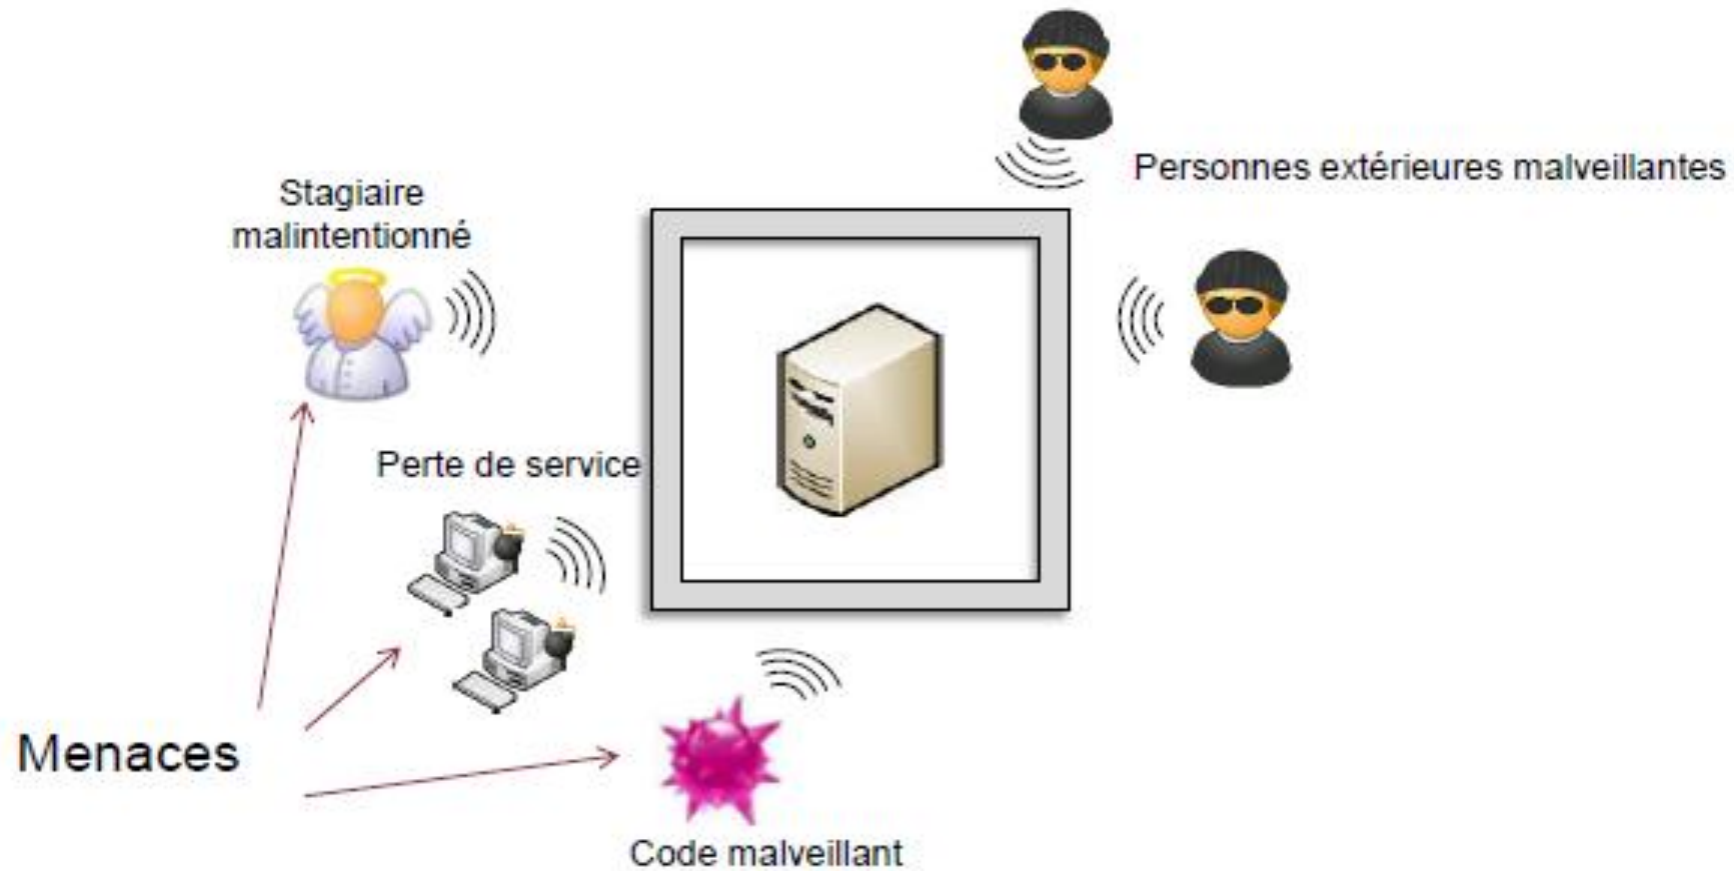 Personnes extérieures malveillantes
Stagiaire
malintentionné
Perte de service
Menaces
Code malveillant